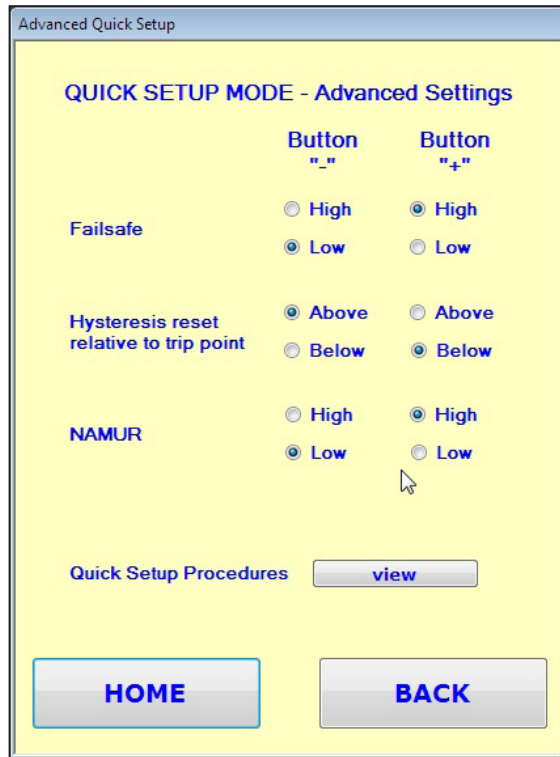 Advanced Quick Setup
QUICK SETUP MODE - Advanced Settings
Button Button
"-" "+"
High High
Failsafe
Low Low
Above Above
Hysteresis reset
relative to trip point
Below Below
High High
NAMUR
Low Low
Quick Setup Procedures view
HOME BACK